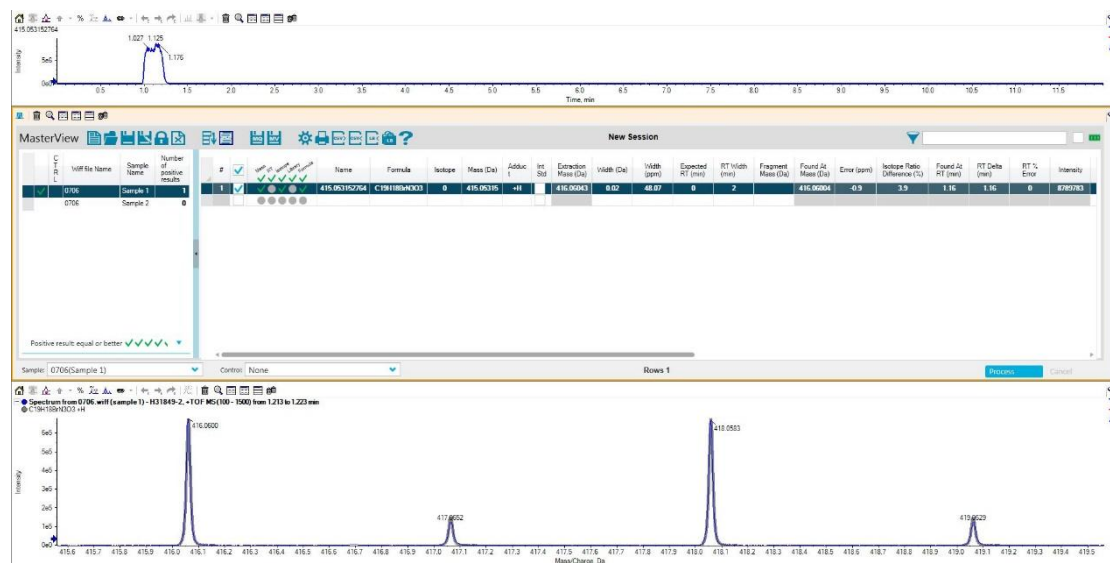 415.053152764
1.027 1.125
1.176
Intensity
5e6
0e0
0.5 1.0 1.5 2.0 2.5 3.0 3.5 4.0 4.5 5.0 5.5 6.0 6.5 7.0 7.5 8.0 8.5 9.0 9.5 10.0 10.5 11.0 11.5
Time, min
MasterView
New Session
CTRL Wiff file Name Sample Name Number of positive results
0706 Sample 1 1
0706 Sample 2 0
# Mass RT Isotope Library Formula Name Formula Isotope Mass (Da) Adduct Int Std Extraction Mass (Da) Width (Da) Width (ppm) Expected RT (min) RT Width (min) Fragment Mass (Da) Found At Mass (Da) Error (ppm) Isotope Ratio Difference (%) Found At RT (min) RT Delta (min) RT % Error Intensity
1 415.053152764 C19H18BrN3O3 0 415.05315 +H 416.06043 0.02 48.07 0 2 416.06004 -0.9 3.9 1.16 1.16 0 8789783
Positive result: equal or better
Sample: 0706(Sample 1) Control: None Rows 1 Process Cancel
Spectrum from 0706.wiff (sample 1) - H31849-2, +TOF MS (100 - 1500) from 1.213 to 1.223 min
C19H18BrN3O3 +H
416.0600
418.0583
417.0652
419.0529
Intensity
6e5
5e5
4e5
3e5
2e5
1e5
0e0
415.6 415.7 415.8 415.9 416.0 416.1 416.2 416.3 416.4 416.5 416.6 416.7 416.8 416.9 417.0 417.1 417.2 417.3 417.4 417.5 417.6 417.7 417.8 417.9 418.0 418.1 418.2 418.3 418.4 418.5 418.6 418.7 418.8 418.9 419.0 419.1 419.2 419.3 419.4 419.5
Mass/Charge, Da